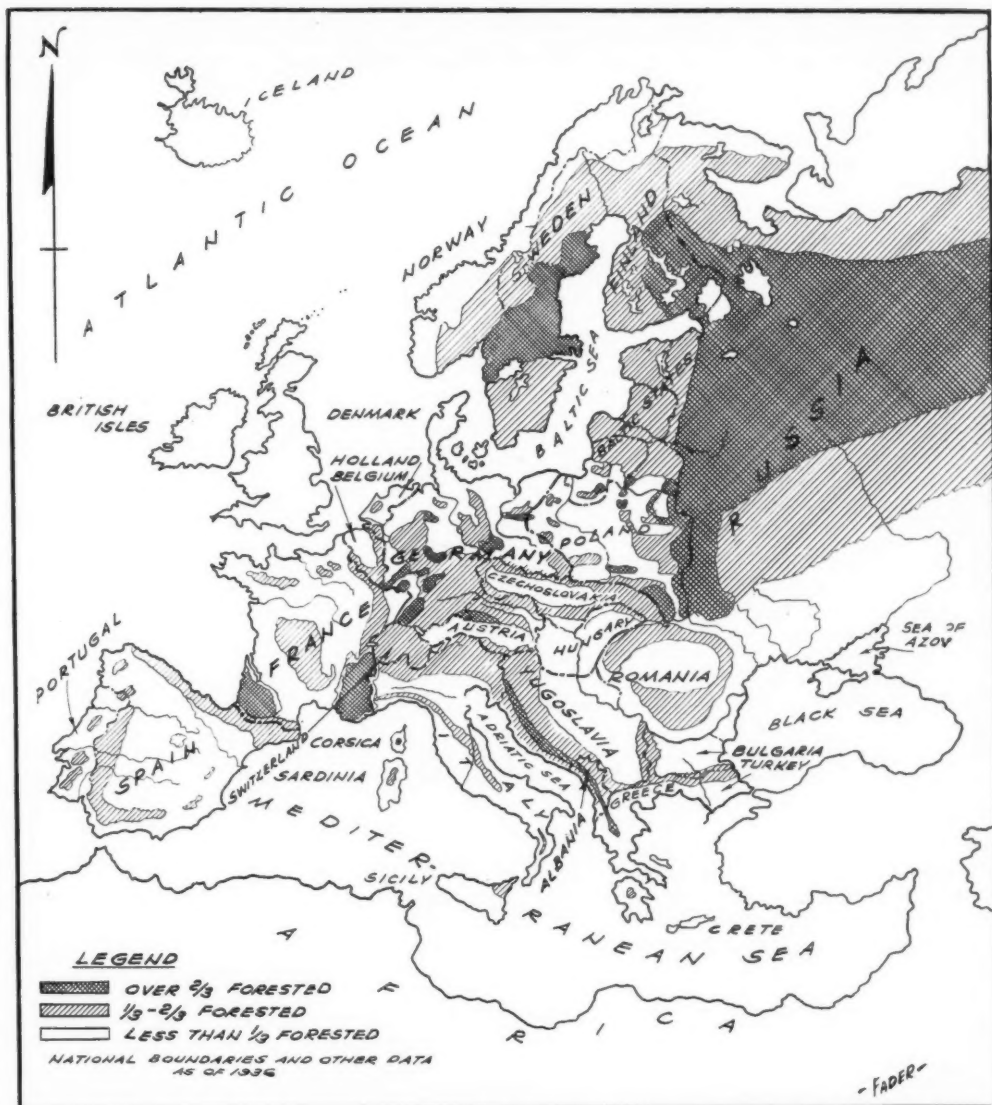 N
ICELAND
ATLANTIC OCEAN
NORWAY
SWEDEN
FINLAND
BRITISH
ISLES
DENMARK
BALTIC SEA
BALTIC STATES
RUSSIA
HOLLAND
BELGIUM
GERMANY
POLAND
CZECHOSLOVAKIA
FRANCE
AUSTRIA
HUNGARY
ROMANIA
SEA OF
AZOV
PORTUGAL
SPAIN
SWITZERLAND
CORSICA
SARDINIA
ITALY
ADRIATIC SEA
YUGOSLAVIA
BLACK SEA
BULGARIA
TURKEY
GREECE
ALBANIA
SICILY
MEDITER-
RANEAN SEA
CRETE
AFRICA
LEGEND
OVER 2/3 FORESTED
1/3-2/3 FORESTED
LESS THAN 1/3 FORESTED
NATIONAL BOUNDARIES AND OTHER DATA
AS OF 1936
-FADER-